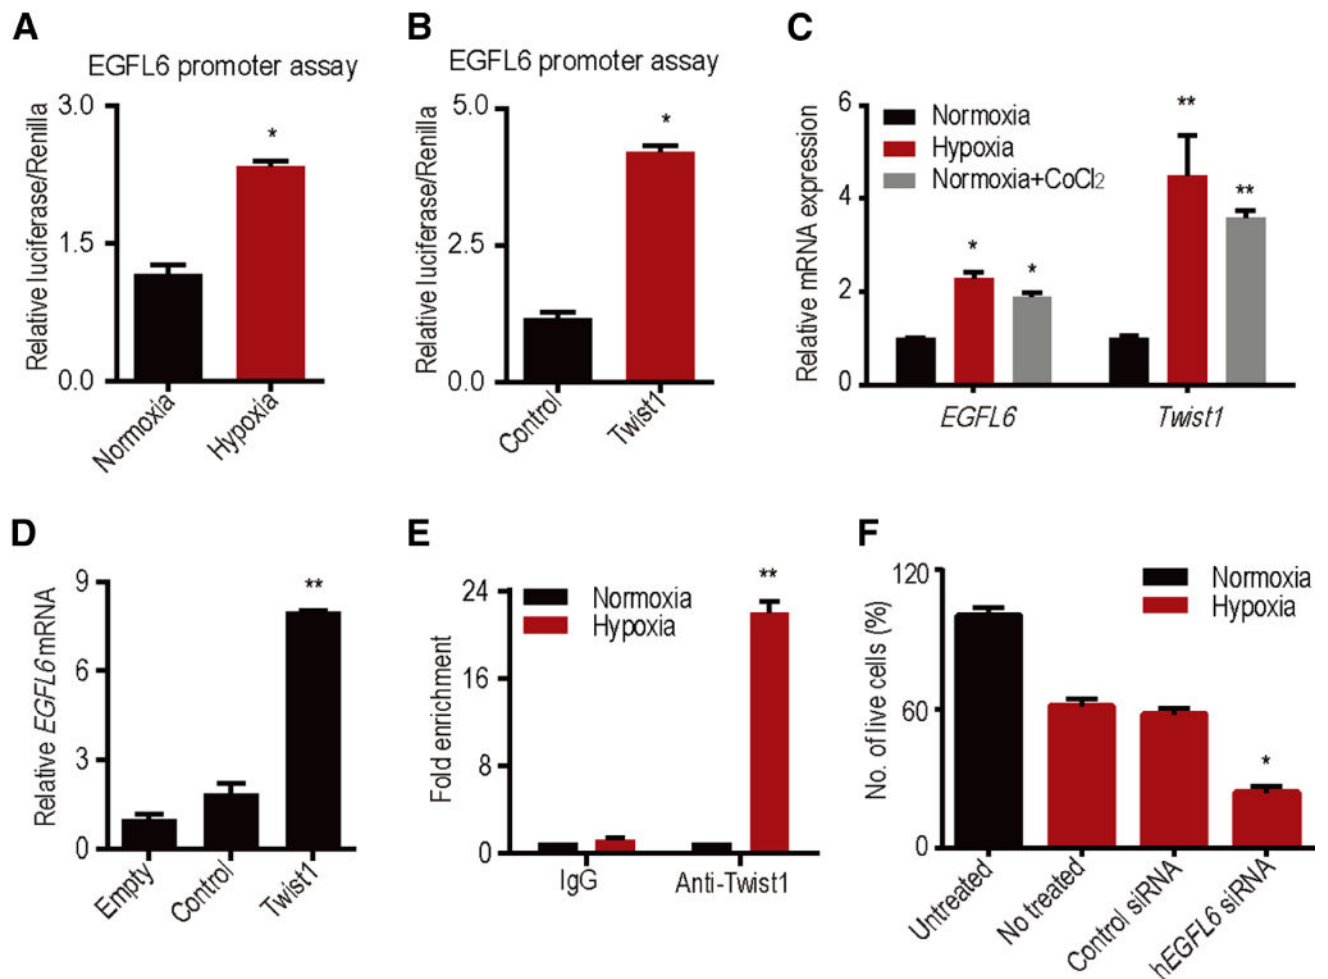 A
EGFL6 promoter assay
Relative luciferase/Renilla
3.0
1.5
0.0
*
Normoxia
Hypoxia
B
EGFL6 promoter assay
Relative luciferase/Renilla
5.0
2.5
0.0
*
Control
Twist1
C
Relative mRNA expression
6
4
2
0
Normoxia
Hypoxia
Normoxia+CoCl2
*
*
**
**
EGFL6
Twist1
D
Relative EGFL6 mRNA
9
6
3
0
**
Empty
Control
Twist1
E
Fold enrichment
24
16
8
0
Normoxia
Hypoxia
**
IgG
Anti-Twist1
F
No. of live cells (%)
120
60
0
Normoxia
Hypoxia
*
Untreated
No treated
Control siRNA
hEGFL6 siRNA